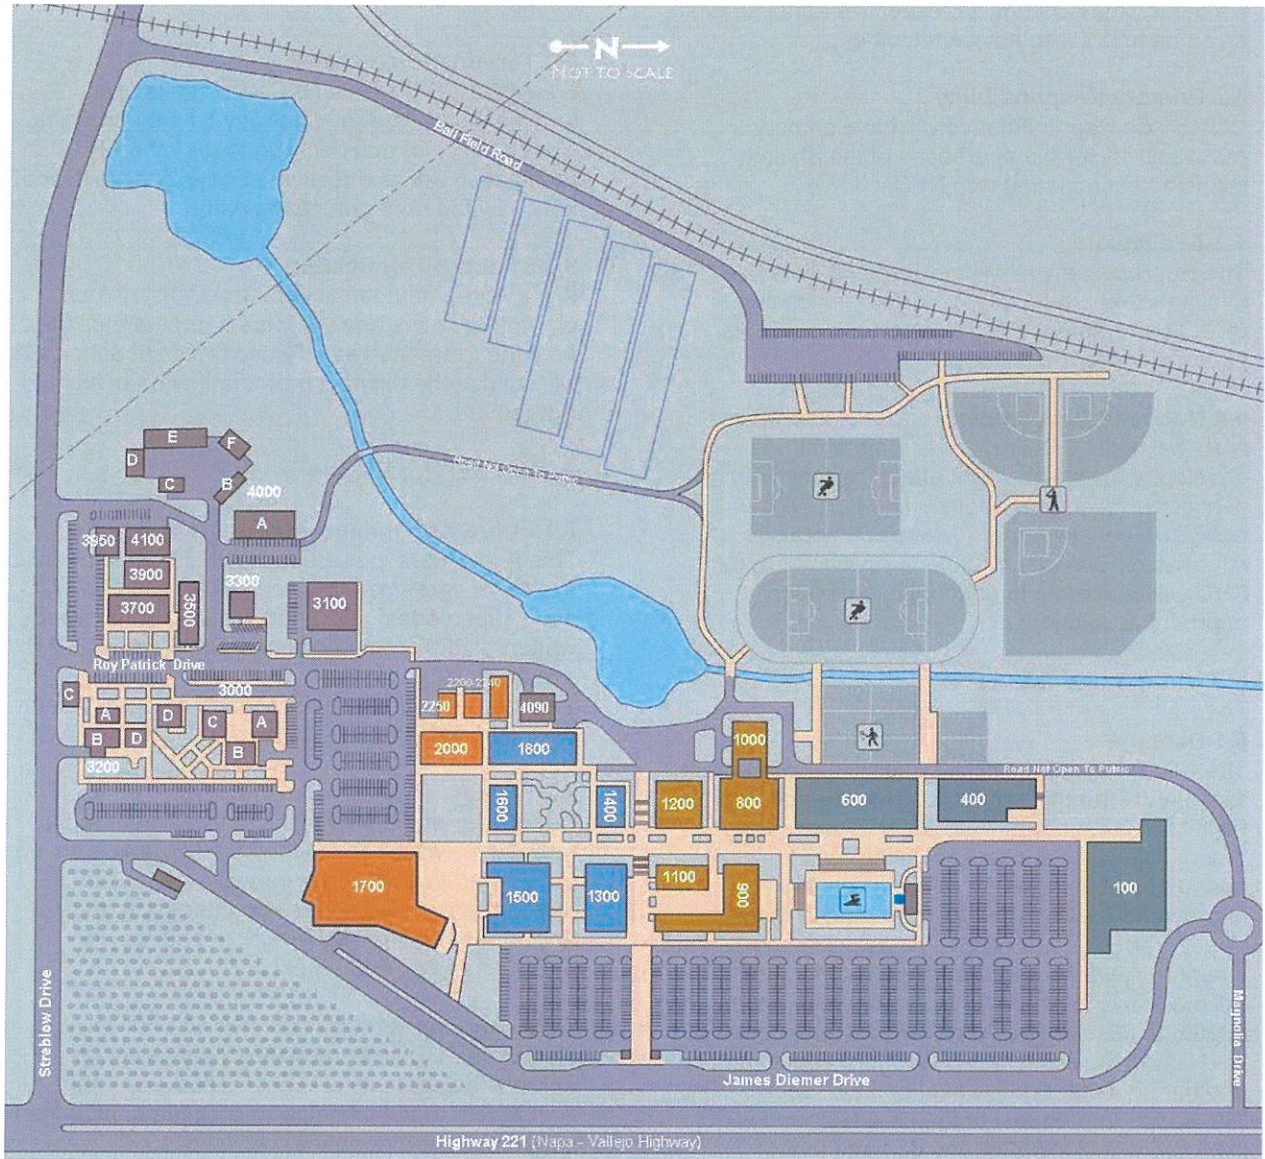 N
NOT TO SCALE
Ball Field Road
E
F
D
C
B
4000
A
Road Not Open To Public
3950
4100
3900
3300
3700
3500
3100
Roy Patrick Drive
3000
C
A
D
C
A
B
D
B
3200
2200-2240
2250
4090
2000
1800
1000
1600
1400
1200
800
600
400
Road Not Open To Public
1700
1500
1300
1100
900
100
Streblow Drive
Magnolia Drive
James Diemer Drive
Highway 221 (Napa - Vallejo Highway)